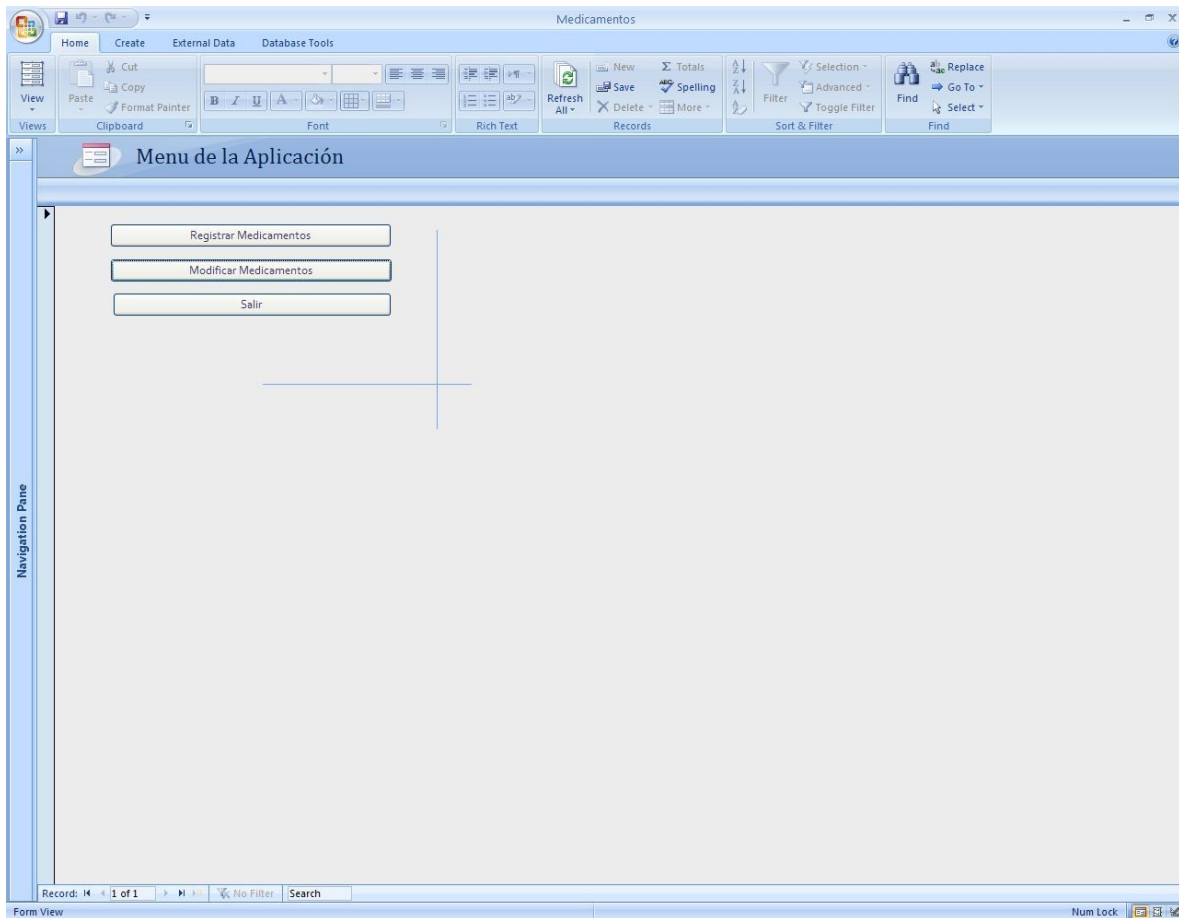 Medicamentos
Home Create External Data Database Tools
View
Views
Paste
Cut
Copy
Format Painter
Clipboard
B I U A
Font
ab
Rich Text
Refresh All
New
Save
Delete
Σ Totals
ABC Spelling
More
Records
A Z
Z A
Filter
Selection
Advanced
Toggle Filter
Sort & Filter
Find
Replace
Go To
Select
Find
Menu de la Aplicación
Registrar Medicamentos
Modificar Medicamentos
Salir
Navigation Pane
Record: 1 of 1 No Filter Search
Form View Num Lock